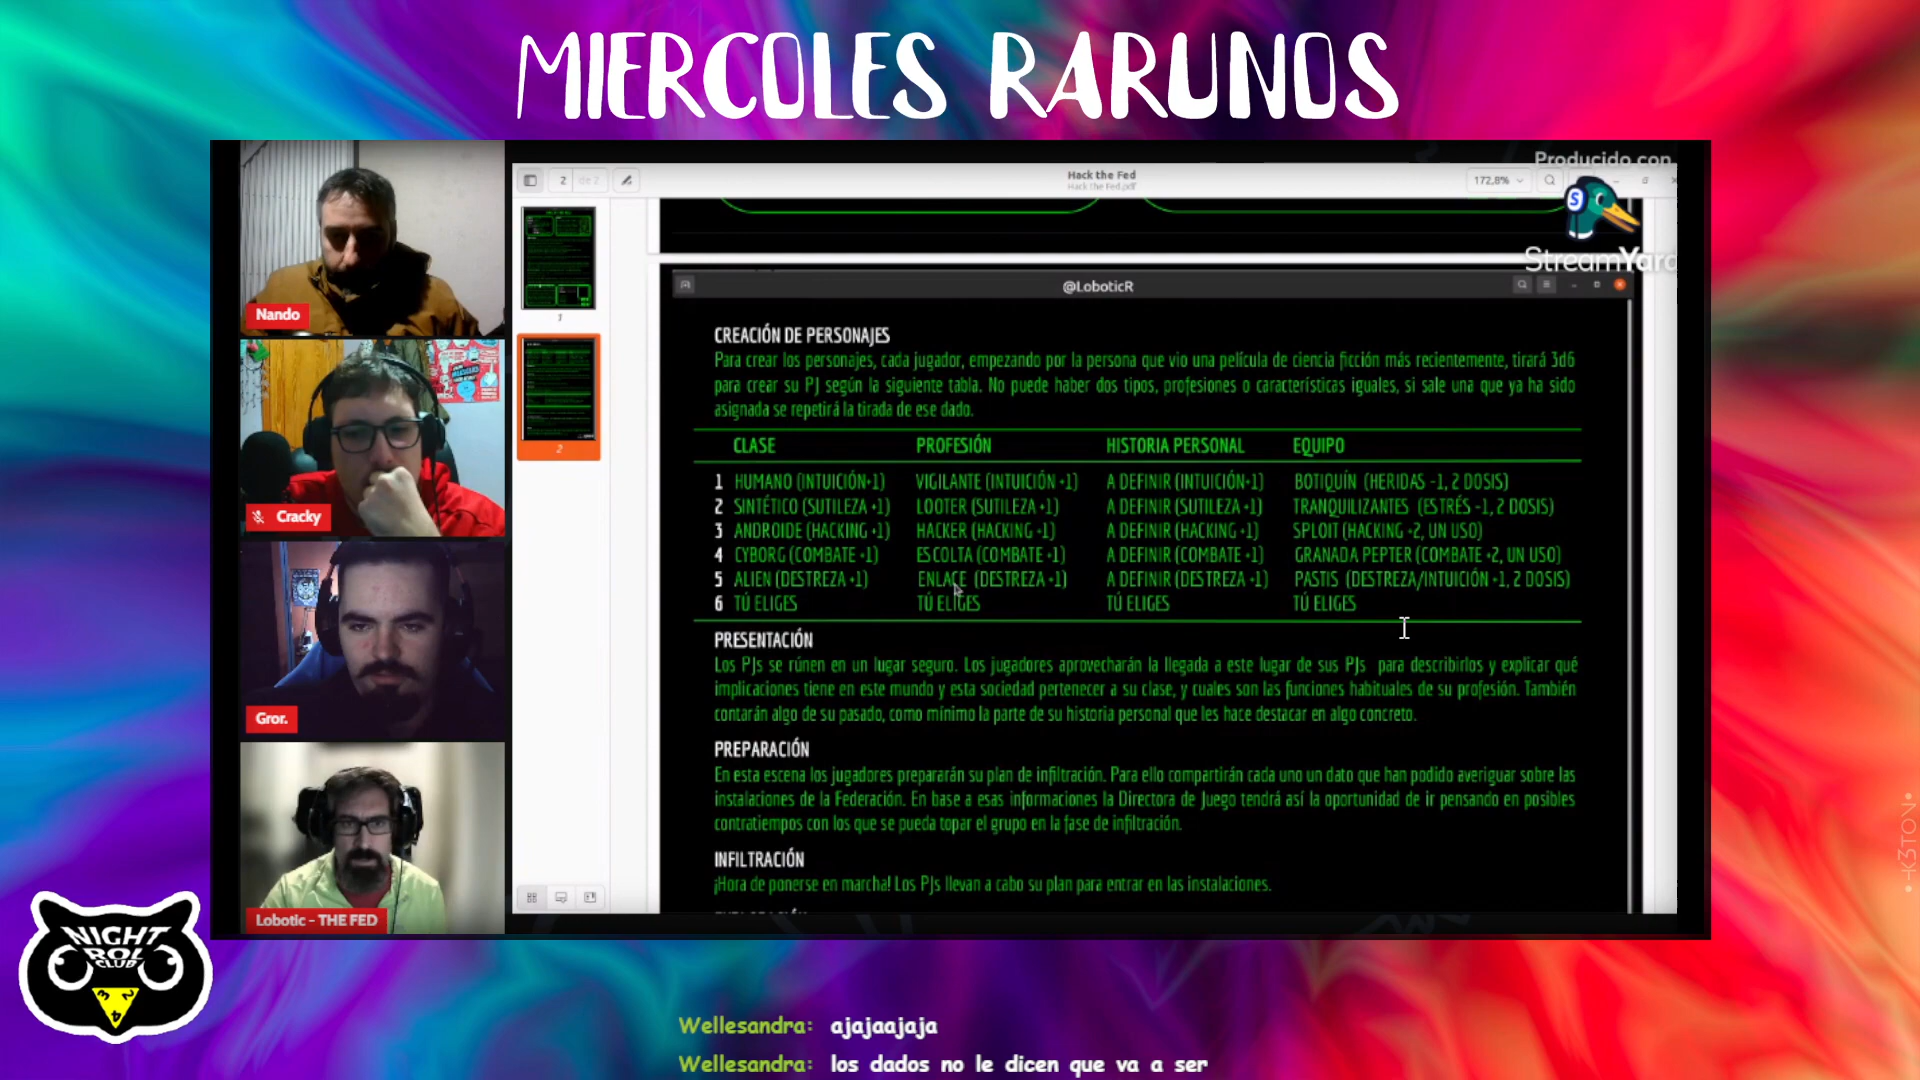 MIERCOLES RARUNOS
Producido con
StreamYard
2 de 2
Hack the Fed
Hack the Fed.pdf
172,8%
Nando
Cracky
Gror.
Lobotic - THE FED
1
2
@LoboticR
CREACIÓN DE PERSONAJES
Para crear los personajes, cada jugador, empezando por la persona que vio una película de ciencia ficción más recientemente, tirará 3d6
para crear su PJ según la siguiente tabla. No puede haber dos tipos, profesiones o características iguales, si sale una que ya ha sido
asignada se repetirá la tirada de ese dado.
CLASE PROFESIÓN HISTORIA PERSONAL EQUIPO
1 HUMANO (INTUICIÓN+1) VIGILANTE (INTUICIÓN +1) A DEFINIR (INTUICIÓN+1) BOTIQUÍN (HERIDAS -1, 2 DOSIS)
2 SINTÉTICO (SUTILEZA +1) LOOTER (SUTILEZA +1) A DEFINIR (SUTILEZA +1) TRANQUILIZANTES (ESTRÉS -1, 2 DOSIS)
3 ANDROIDE (HACKING +1) HACKER (HACKING +1) A DEFINIR (HACKING +1) SPLOIT (HACKING +2, UN USO)
4 CYBORG (COMBATE +1) ESCOLTA (COMBATE +1) A DEFINIR (COMBATE +1) GRANADA PEPTER (COMBATE +2, UN USO)
5 ALIEN (DESTREZA +1) ENLACE (DESTREZA +1) A DEFINIR (DESTREZA +1) PASTIS (DESTREZA/INTUICIÓN +1, 2 DOSIS)
6 TÚ ELIGES TÚ ELIGES TÚ ELIGES TÚ ELIGES
PRESENTACIÓN
Los PJs se rúnen en un lugar seguro. Los jugadores aprovecharán la llegada a este lugar de sus PJs para describirlos y explicar qué
implicaciones tiene en este mundo y esta sociedad pertenecer a su clase, y cuales son las funciones habituales de su profesión. También
contarán algo de su pasado, como mínimo la parte de su historia personal que les hace destacar en algo concreto.
PREPARACIÓN
En esta escena los jugadores prepararán su plan de infiltración. Para ello compartirán cada uno un dato que han podido averiguar sobre las
instalaciones de la Federación. En base a esas informaciones la Directora de Juego tendrá así la oportunidad de ir pensando en posibles
contratiempos con los que se pueda topar el grupo en la fase de infiltración.
INFILTRACIÓN
¡Hora de ponerse en marcha! Los PJs llevan a cabo su plan para entrar en las instalaciones.
NIGHT
ROL
CLUB
3 2
4
•K3TON•
Wellesandra: ajajaajaja
Wellesandra: los dados no le dicen que va a ser